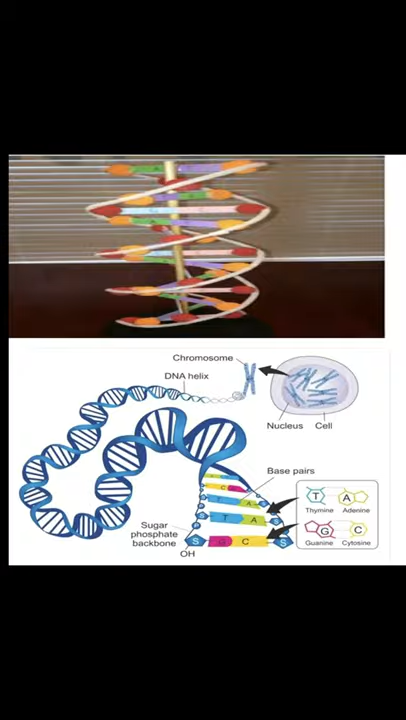 Chromosome
DNA helix
Nucleus Cell
Base pairs
T A
Thymine Adenine
G C
Guanine Cytosine
T A
Sugar
phosphate
backbone
S G C S
OH